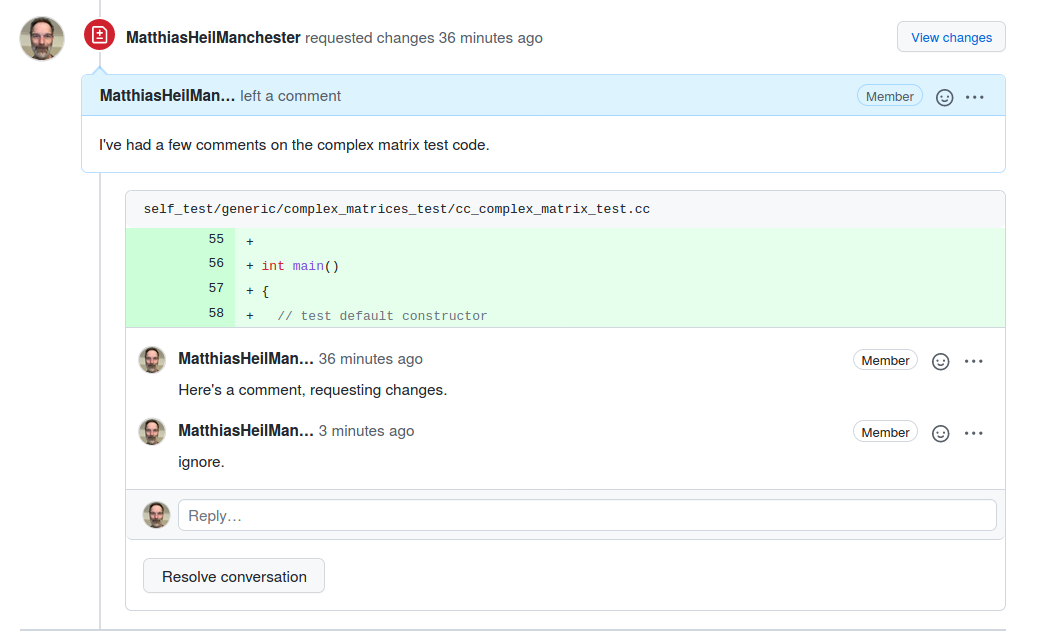 MatthiasHeilManchester requested changes 36 minutes ago
View changes
MatthiasHeilMan… left a comment
Member
I've had a few comments on the complex matrix test code.
self_test/generic/complex_matrices_test/cc_complex_matrix_test.cc
55 +
56 + int main()
57 + {
58 + // test default constructor
MatthiasHeilMan… 36 minutes ago
Member
Here's a comment, requesting changes.
MatthiasHeilMan… 3 minutes ago
Member
ignore.
Reply…
Resolve conversation